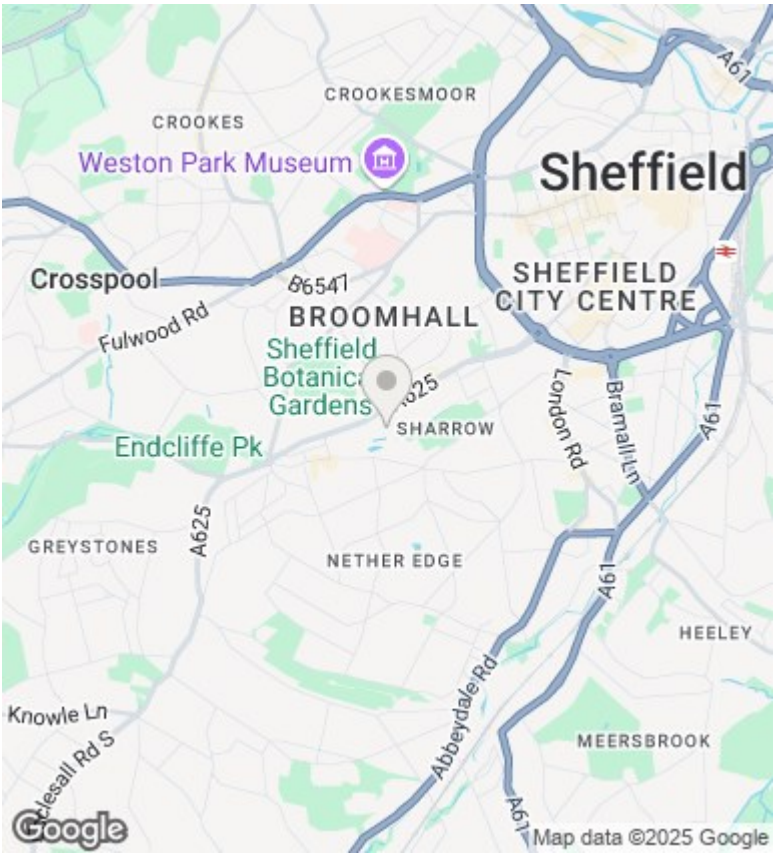 A61
CROOKESMOOR
CROOKES
Weston Park Museum
Sheffield
Crosspool
B6547
SHEFFIELD
CITY CENTRE
Fulwood Rd
BROOMHALL
Sheffield
Botanica
Gardens
A625
London Rd
Bramall Ln
A61
SHARROW
Endcliffe Pk
A625
GREYSTONES
NETHER EDGE
A61
HEELEY
Abbeydale Rd
Knowle Ln
MEERSBROOK
clesall Rd S
A61
Google
Map data ©2025 Google